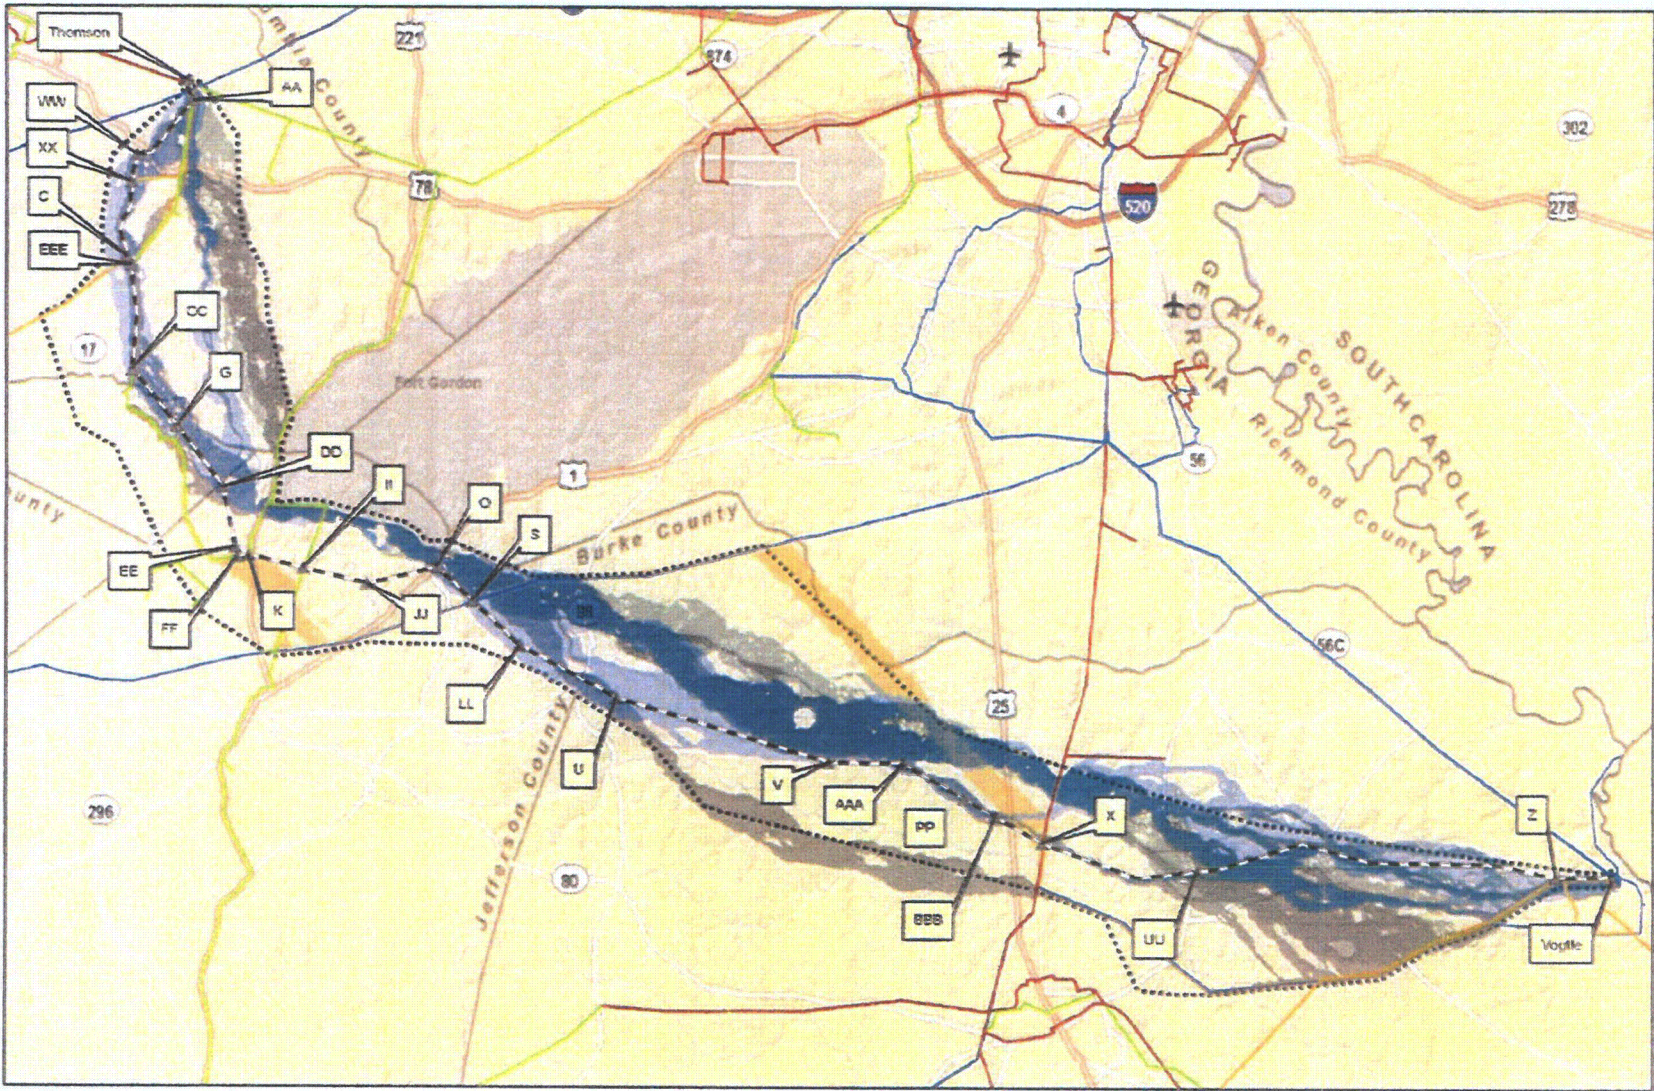 Thomson
AA
WW
XX
C
EEE
CC
G
DD
II
Q
S
EE
FF
K
JJ
LL
U
V
AAA
PP
BBB
X
UU
Z
Vogtle
221
78
4
520
302
278
17
Fort Gordon
1
County
Burke County
Jefferson County
GEORGIA
SOUTH CAROLINA
Aiken County
Richmond County
56
56C
25
296
80